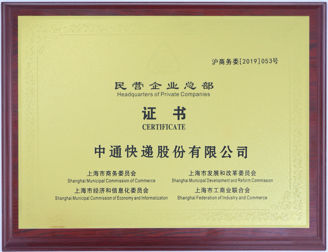 沪商务委[2019]053号
民营企业总部
Headquarters of Private Companies
证书
CERTIFICATE
中通快递股份有限公司
上海市商务委员会
Shanghai Municipal Commission of Commerce
上海市发展和改革委员会
Shanghai Municipal Development and Reform Commission
上海市经济和信息化委员会
Shanghai Municipal Commission of Economy and Informatization
上海市工商业联合会
Shanghai Federation of Industry and Commerce